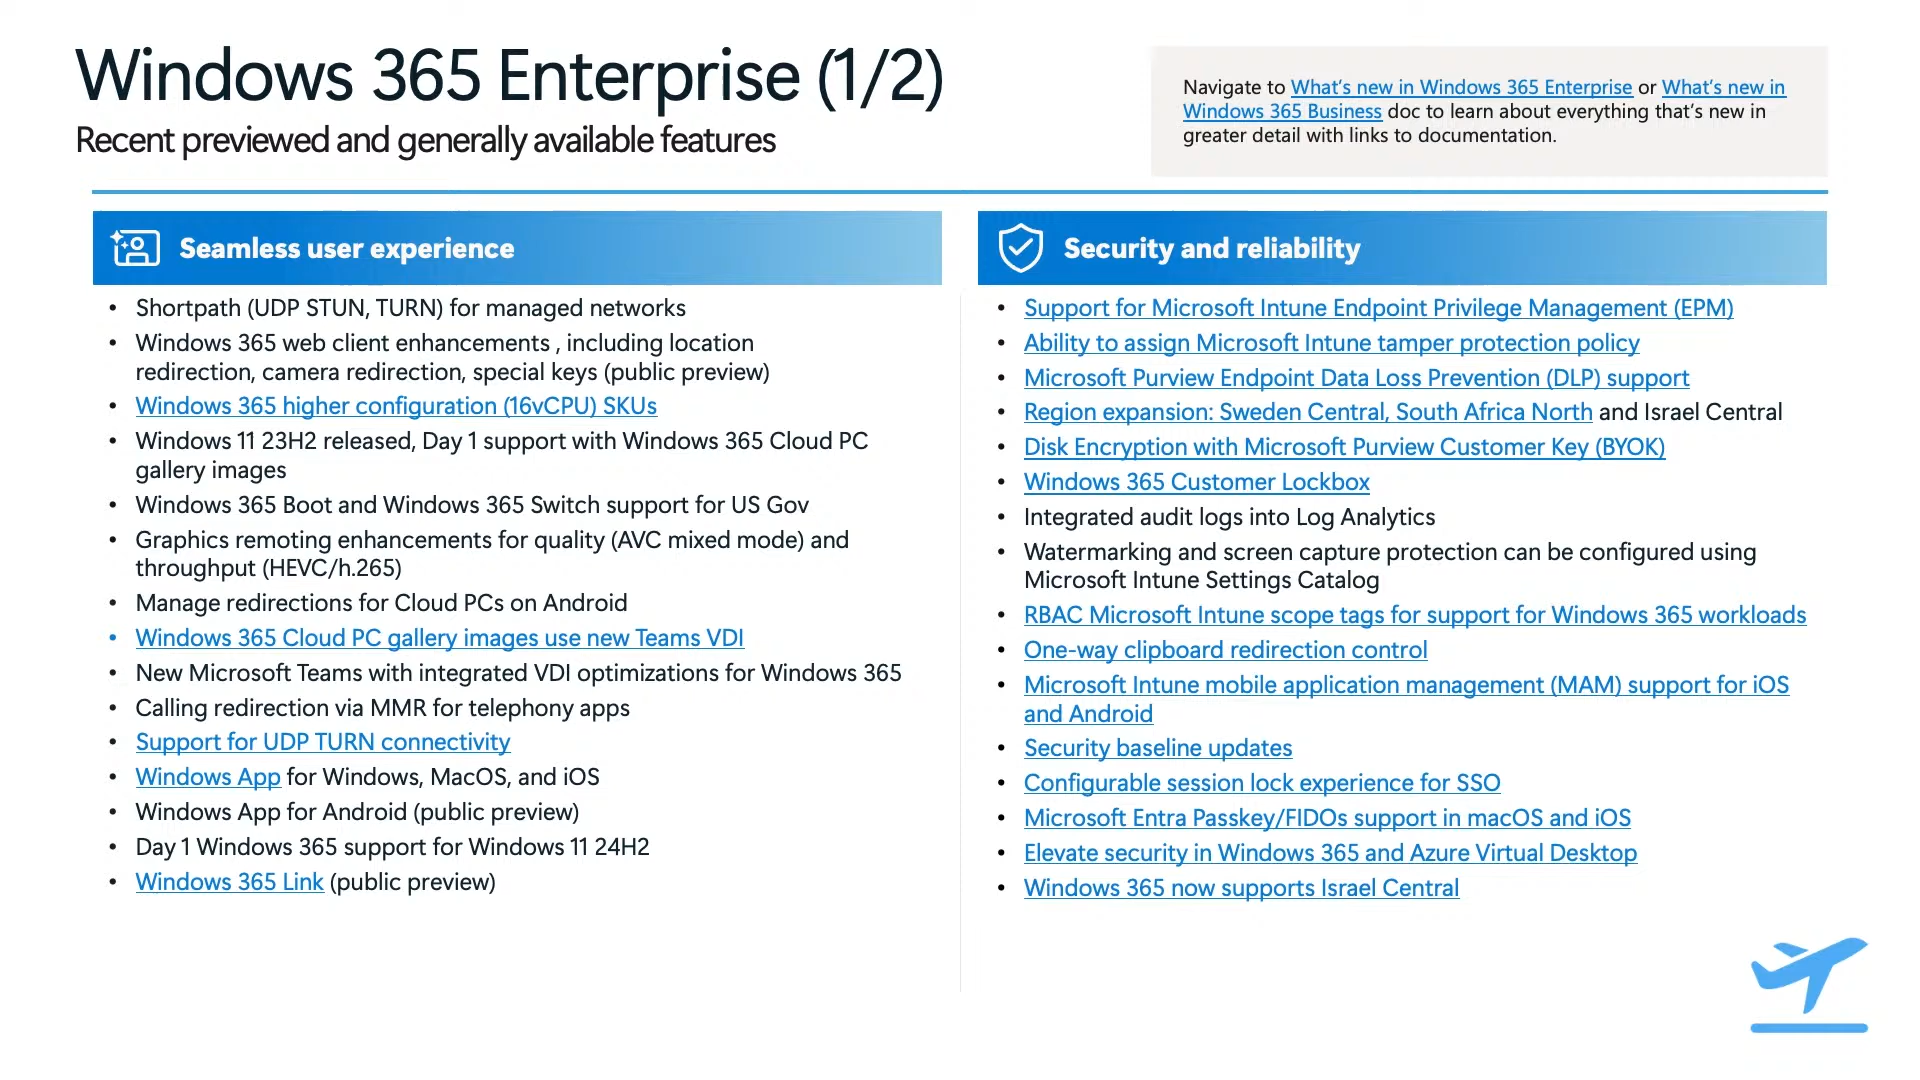 Windows 365 Enterprise (1/2)
Recent previewed and generally available features
Navigate to What's new in Windows 365 Enterprise or What's new in
Windows 365 Business doc to learn about everything that's new in
greater detail with links to documentation.
Seamless user experience
• Shortpath (UDP STUN, TURN) for managed networks
• Windows 365 web client enhancements , including location
redirection, camera redirection, special keys (public preview)
• Windows 365 higher configuration (16vCPU) SKUs
• Windows 11 23H2 released, Day 1 support with Windows 365 Cloud PC
gallery images
• Windows 365 Boot and Windows 365 Switch support for US Gov
• Graphics remoting enhancements for quality (AVC mixed mode) and
throughput (HEVC/h.265)
• Manage redirections for Cloud PCs on Android
• Windows 365 Cloud PC gallery images use new Teams VDI
• New Microsoft Teams with integrated VDI optimizations for Windows 365
• Calling redirection via MMR for telephony apps
• Support for UDP TURN connectivity
• Windows App for Windows, MacOS, and iOS
• Windows App for Android (public preview)
• Day 1 Windows 365 support for Windows 11 24H2
• Windows 365 Link (public preview)
Security and reliability
• Support for Microsoft Intune Endpoint Privilege Management (EPM)
• Ability to assign Microsoft Intune tamper protection policy
• Microsoft Purview Endpoint Data Loss Prevention (DLP) support
• Region expansion: Sweden Central, South Africa North and Israel Central
• Disk Encryption with Microsoft Purview Customer Key (BYOK)
• Windows 365 Customer Lockbox
• Integrated audit logs into Log Analytics
• Watermarking and screen capture protection can be configured using
Microsoft Intune Settings Catalog
• RBAC Microsoft Intune scope tags for support for Windows 365 workloads
• One-way clipboard redirection control
• Microsoft Intune mobile application management (MAM) support for iOS
and Android
• Security baseline updates
• Configurable session lock experience for SSO
• Microsoft Entra Passkey/FIDOs support in macOS and iOS
• Elevate security in Windows 365 and Azure Virtual Desktop
• Windows 365 now supports Israel Central